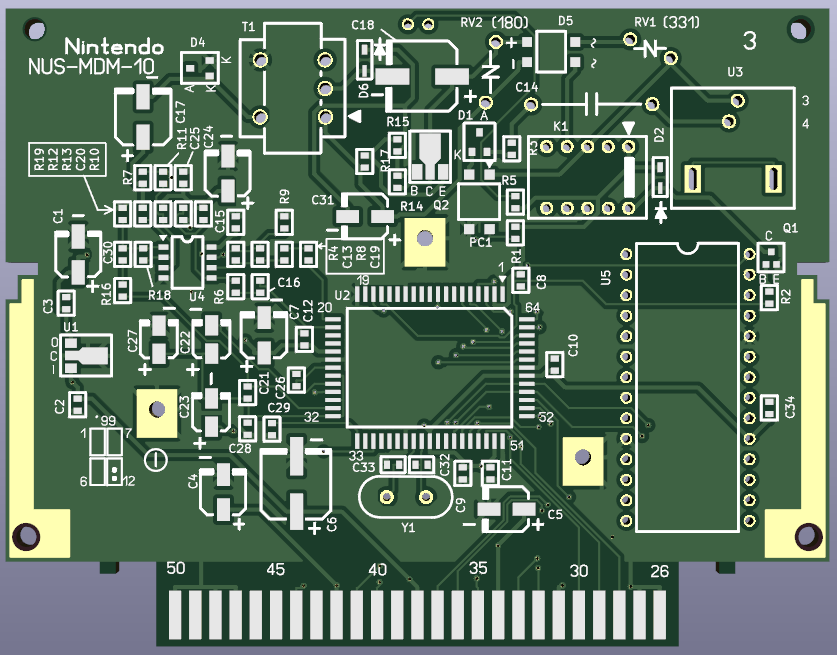 C18
RV2 (180)
D5
RV1 (331)
Nintendo
NUS-MDM-10
D4
K
A
K
T1
D6
+
~
-
~
3
U3
C17
C14
3
4
R11
C25
C24
R15
D1
A
K
R3
K1
D2
R19
R12
R13
C20
R10
R7
R17
B C E
Q2
R5
C1
C15
R9
C31
R14
PC1
R1
Q1
C
B E
C30
R16
R18
U4
R6
C16
R4
C13
R8
C19
U2
19
1
C8
U5
R2
C3
U1
O
C
I
C27
C22
C7
C12
20
64
C10
C2
C23
C21
C26
C29
C28
32
52
C34
99
1
7
6
12
33
51
C33
C32
C11
C9
C4
C6
Y1
C5
50
45
40
35
30
26